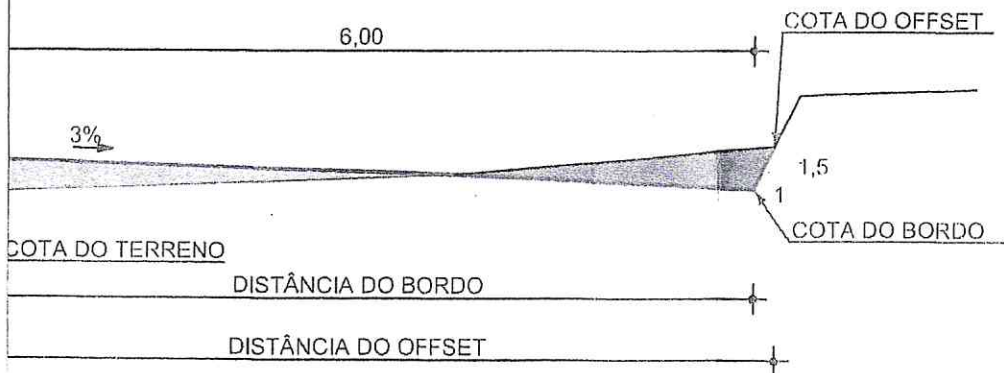 COTA DO OFFSET
6,00
3%
1,5
1
COTA DO BORDO
COTA DO TERRENO
DISTÂNCIA DO BORDO
DISTÂNCIA DO OFFSET